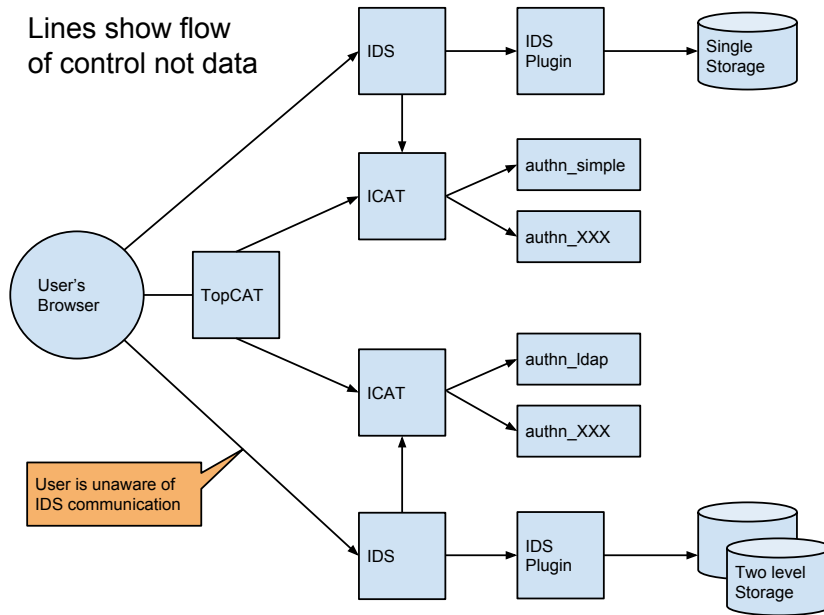 Lines show flow
of control not data
IDS
IDS
Plugin
Single
Storage
ICAT
authn_simple
authn_XXX
User's
Browser
TopCAT
ICAT
authn_ldap
authn_XXX
User is unaware of
IDS communication
IDS
IDS
Plugin
Two level
Storage